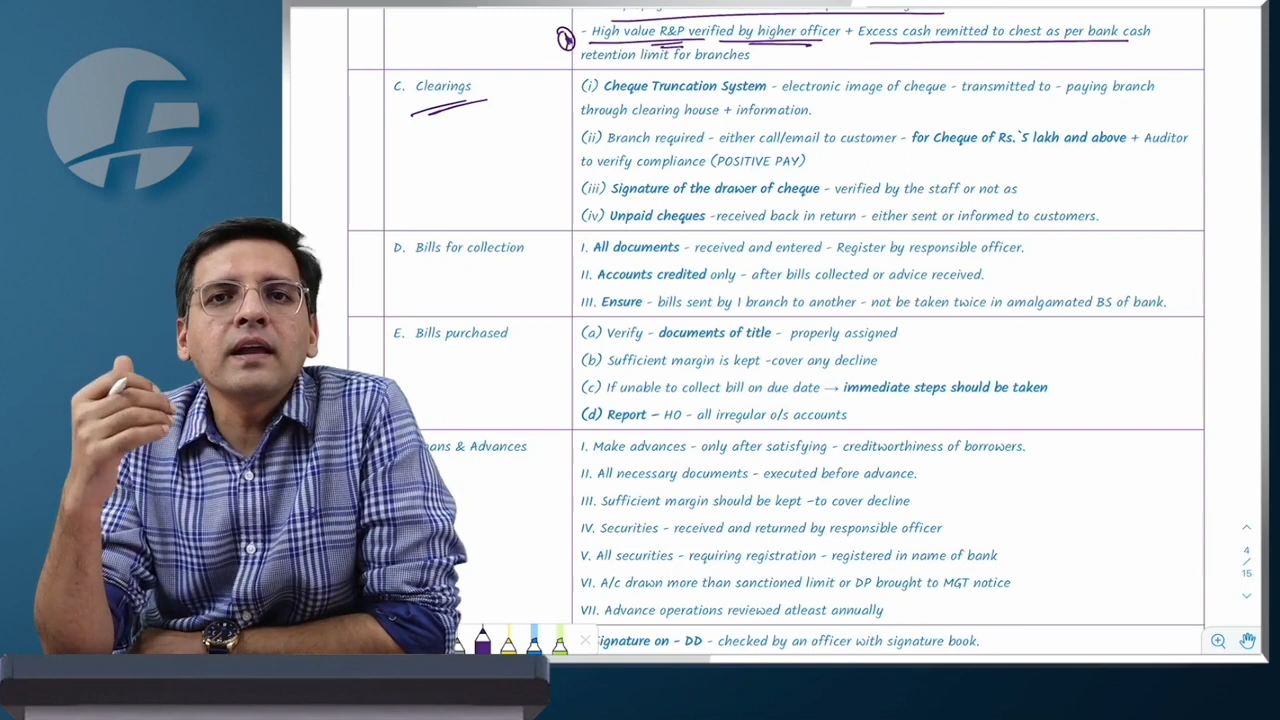 - High value R&P verified by higher officer + Excess cash remitted to chest as per bank cash
retention limit for branches
C. Clearings
(i) Cheque Truncation System - electronic image of cheque - transmitted to - paying branch
through clearing house + information.
(ii) Branch required - either call/email to customer - for Cheque of Rs.`5 lakh and above + Auditor
to verify compliance (POSITIVE PAY)
(iii) Signature of the drawer of cheque - verified by the staff or not as
(iv) Unpaid cheques -received back in return - either sent or informed to customers.
D. Bills for collection
I. All documents - received and entered - Register by responsible officer.
II. Accounts credited only - after bills collected or advice received.
III. Ensure - bills sent by 1 branch to another - not be taken twice in amalgamated BS of bank.
E. Bills purchased
(a) Verify - documents of title - properly assigned
(b) Sufficient margin is kept -cover any decline
(c) If unable to collect bill on due date → immediate steps should be taken
(d) Report – HO - all irregular o/s accounts
& Advances
I. Make advances - only after satisfying - creditworthiness of borrowers.
II. All necessary documents - executed before advance.
III. Sufficient margin should be kept –to cover decline
IV. Securities - received and returned by responsible officer
V. All securities - requiring registration - registered in name of bank
VI. A/c drawn more than sanctioned limit or DP brought to MGT notice
VII. Advance operations reviewed atleast annually
Signature on - DD - checked by an officer with signature book.
4
/
15